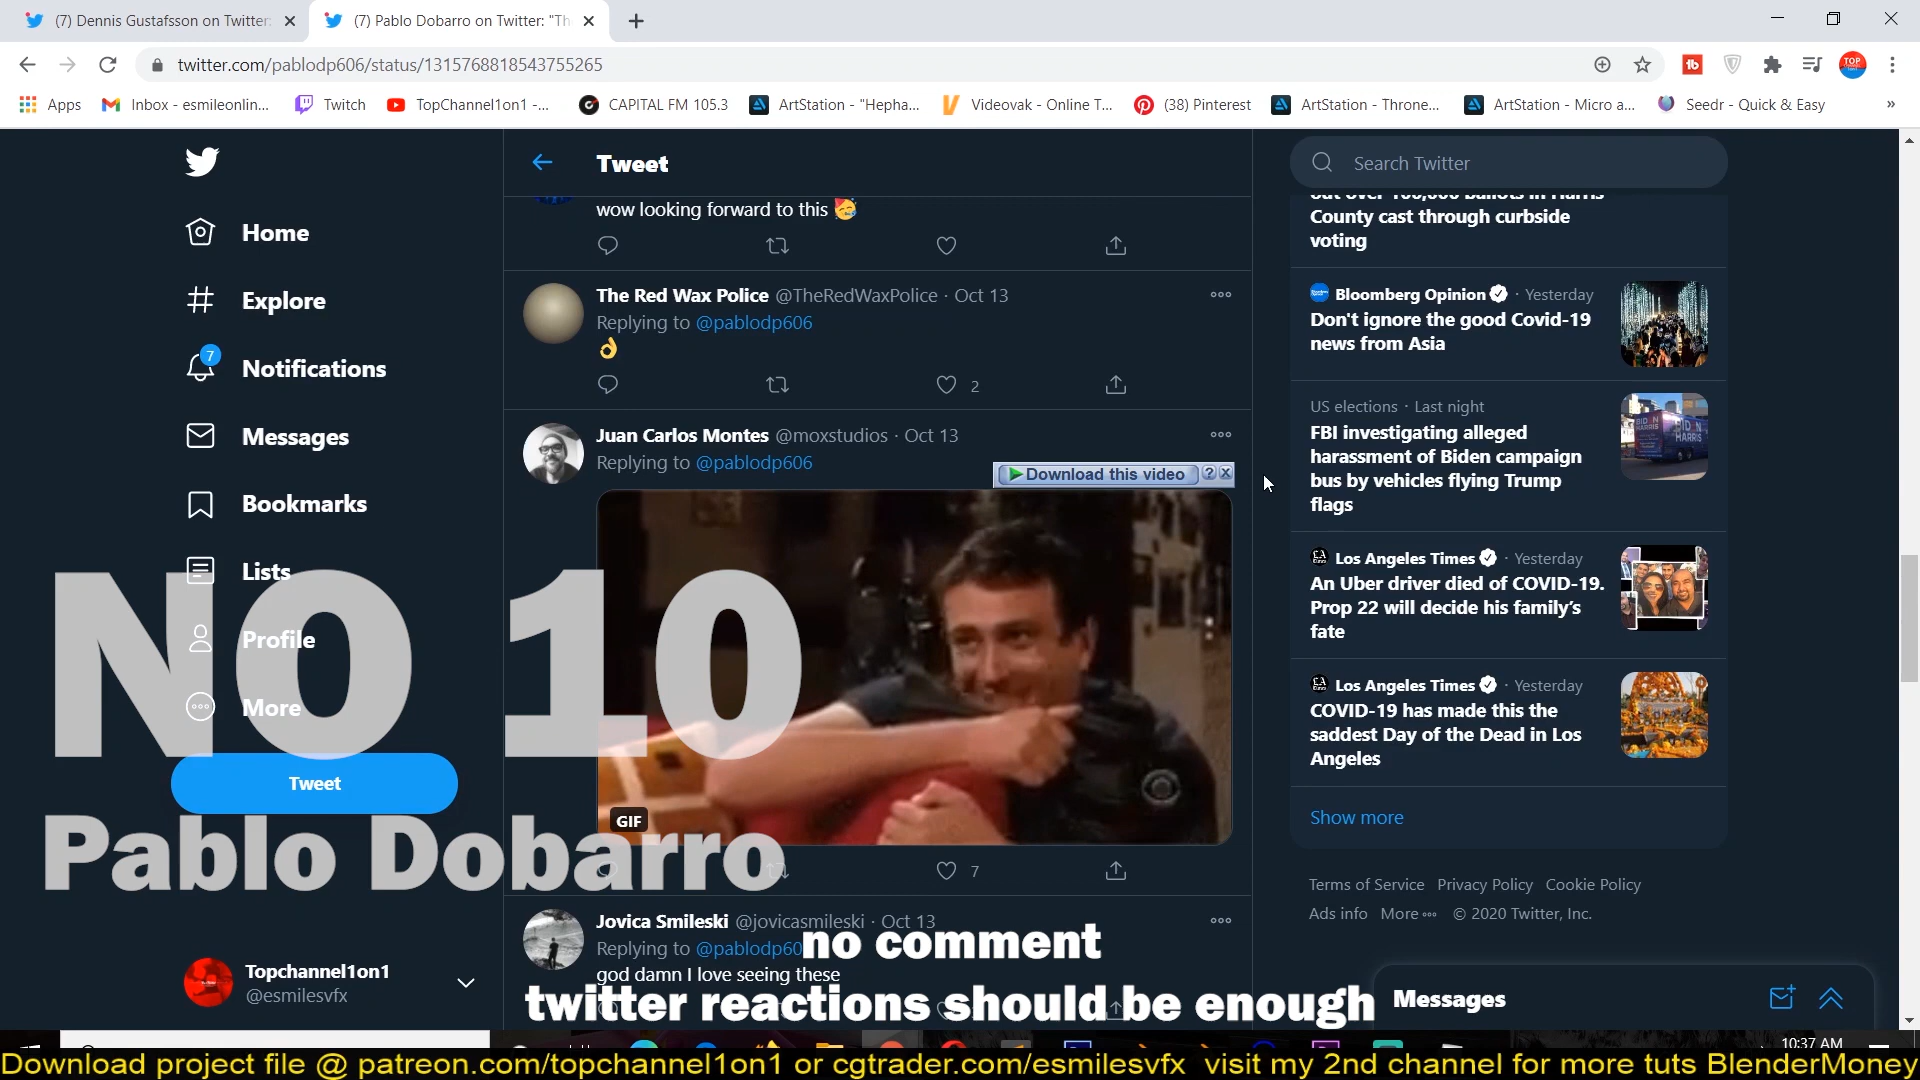 (7) Dennis Gustafsson on Twitter:
(7) Pablo Dobarro on Twitter: "Th
twitter.com/pablodp606/status/1315768818543755265
Apps
Inbox - esmileonlin...
Twitch
TopChannel1on1 -...
CAPITAL FM 105.3
ArtStation - "Hepha...
Videovak - Online T...
(38) Pinterest
ArtStation - Throne...
ArtStation - Micro a...
Seedr - Quick & Easy
Home
Explore
7
Notifications
Messages
Bookmarks
Lists
Profile
More
Tweet
Topchannel1on1
@esmilesvfx
Tweet
wow looking forward to this
The Red Wax Police @TheRedWaxPolice · Oct 13
Replying to @pablodp606
2
Juan Carlos Montes @moxstudios · Oct 13
Replying to @pablodp606
Download this video
GIF
7
Jovica Smileski @jovicasmileski · Oct 13
Replying to @pablodp60
god damn I love seeing these
Search Twitter
County cast through curbside
voting
Bloomberg Opinion · Yesterday
Don't ignore the good Covid-19
news from Asia
US elections · Last night
FBI investigating alleged
harassment of Biden campaign
bus by vehicles flying Trump
flags
Los Angeles Times · Yesterday
An Uber driver died of COVID-19.
Prop 22 will decide his family's
fate
Los Angeles Times · Yesterday
COVID-19 has made this the
saddest Day of the Dead in Los
Angeles
Show more
Terms of Service Privacy Policy Cookie Policy
Ads info More © 2020 Twitter, Inc.
Messages
NO 10
Pablo Dobarro
no comment
twitter reactions should be enough
10:37 AM
Download project file @ patreon.com/topchannel1on1 or cgtrader.com/esmilesvfx visit my 2nd channel for more tuts BlenderMoney